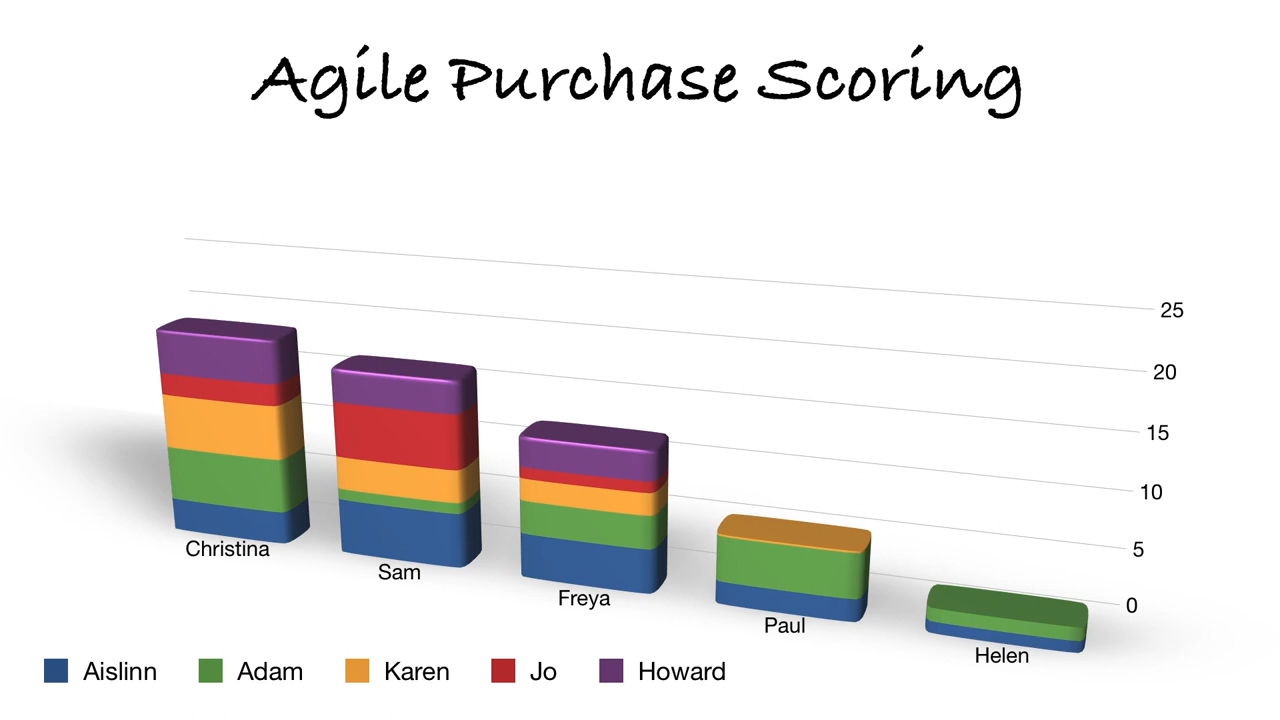 Agile Purchase Scoring
25
20
15
10
5
0
Christina
Sam
Freya
Paul
Helen
Aislinn Adam Karen Jo Howard